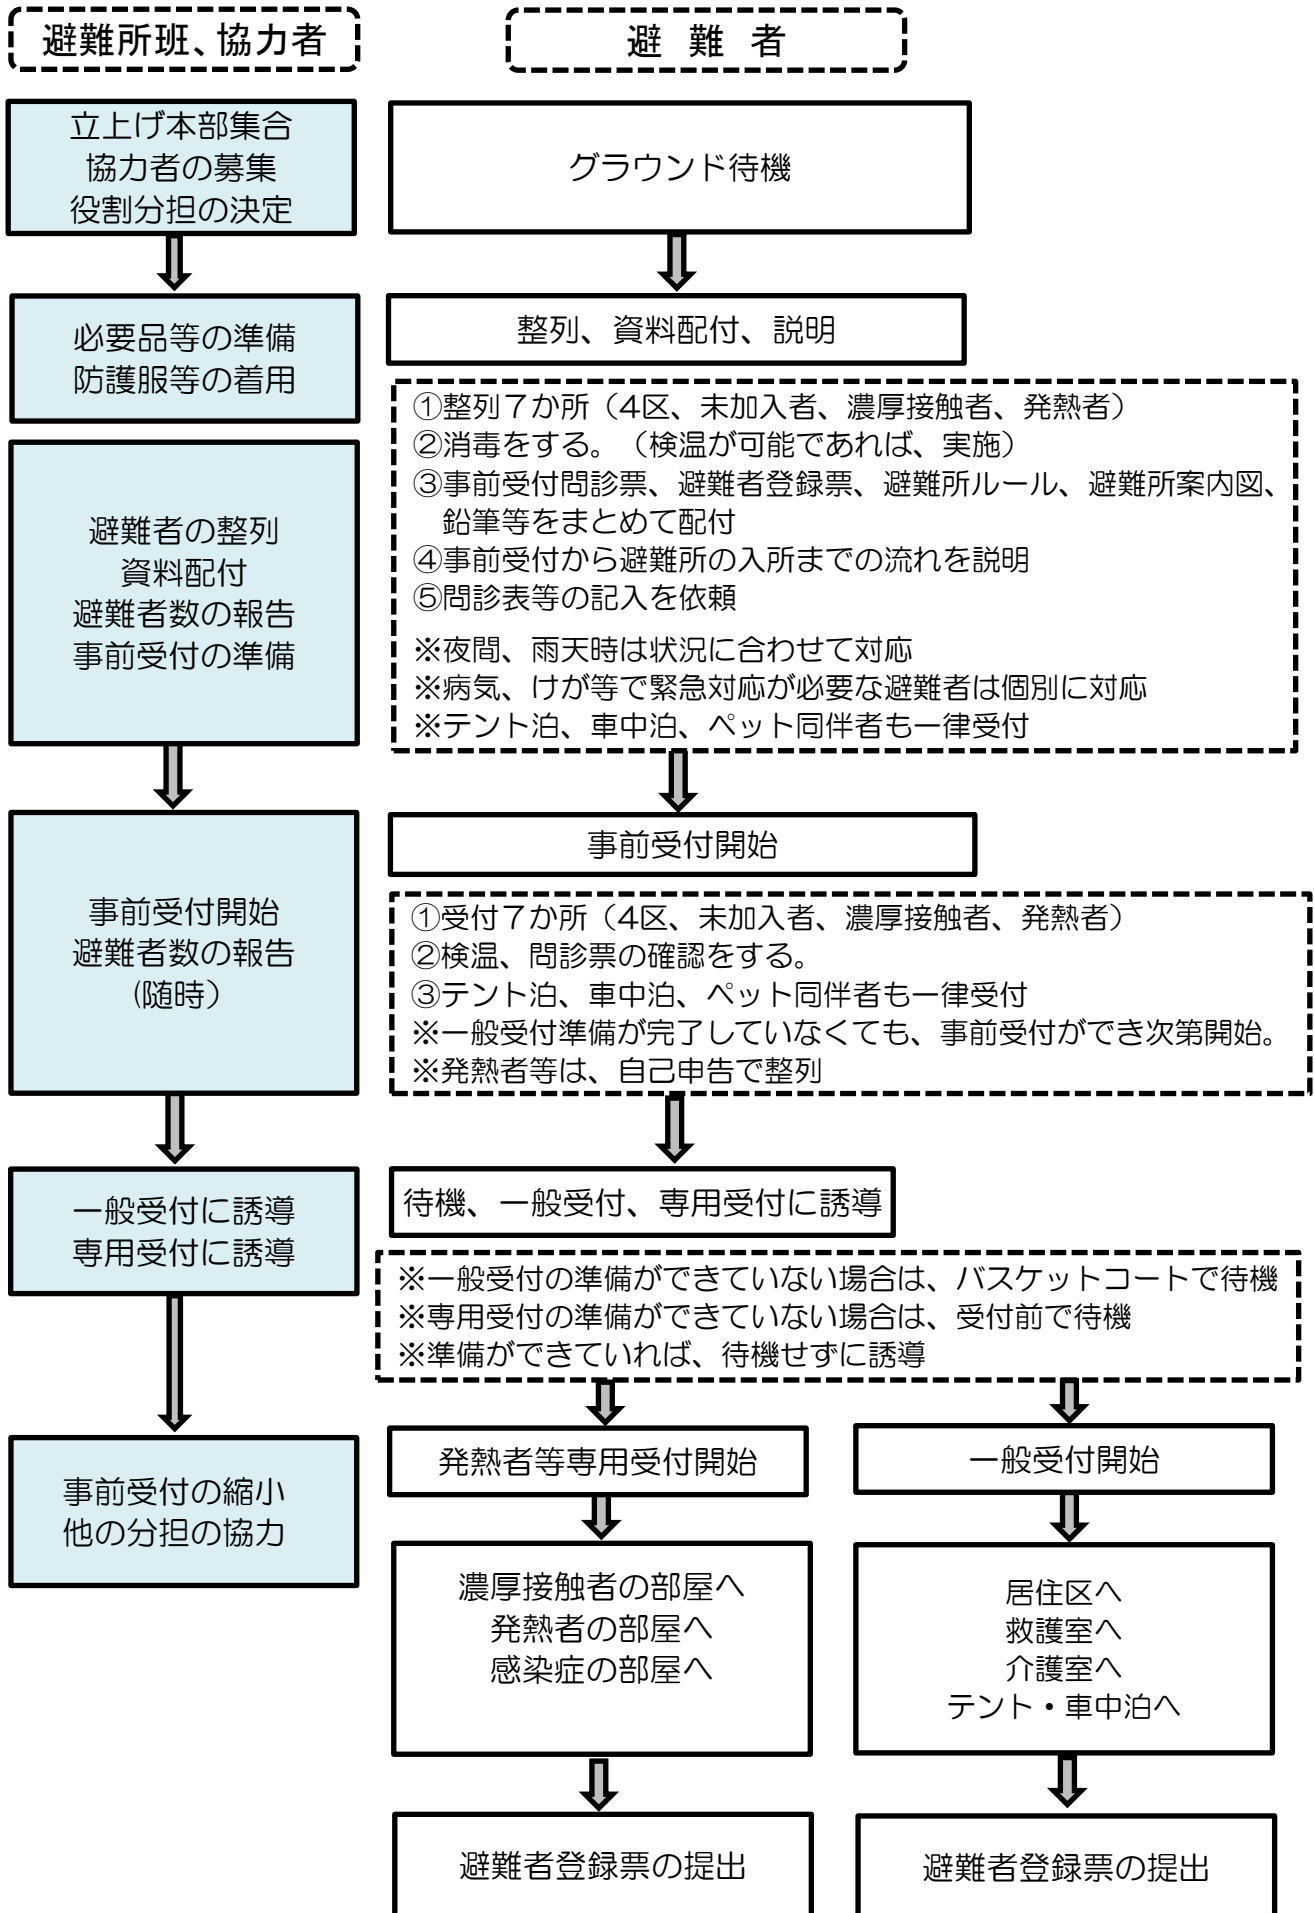 避難所班、協力者
避　難　者
立上げ本部集合
協力者の募集
役割分担の決定
グラウンド待機
必要品等の準備
防護服等の着用
整列、資料配付、説明
避難者の整列
資料配付
避難者数の報告
事前受付の準備
①整列７か所（4区、未加入者、濃厚接触者、発熱者）
②消毒をする。（検温が可能であれば、実施）
③事前受付問診票、避難者登録票、避難所ルール、避難所案内図、
鉛筆等をまとめて配付
④事前受付から避難所の入所までの流れを説明
⑤問診表等の記入を依頼
※夜間、雨天時は状況に合わせて対応
※病気、けが等で緊急対応が必要な避難者は個別に対応
※テント泊、車中泊、ペット同伴者も一律受付
事前受付開始
避難者数の報告
(随時）
事前受付開始
①受付７か所（4区、未加入者、濃厚接触者、発熱者）
②検温、問診票の確認をする。
③テント泊、車中泊、ペット同伴者も一律受付
※一般受付準備が完了していなくても、事前受付ができ次第開始。
※発熱者等は、自己申告で整列
一般受付に誘導
専用受付に誘導
待機、一般受付、専用受付に誘導
※一般受付の準備ができていない場合は、バスケットコートで待機
※専用受付の準備ができていない場合は、受付前で待機
※準備ができていれば、待機せずに誘導
事前受付の縮小
他の分担の協力
発熱者等専用受付開始
一般受付開始
濃厚接触者の部屋へ
発熱者の部屋へ
感染症の部屋へ
居住区へ
救護室へ
介護室へ
テント・車中泊へ
避難者登録票の提出
避難者登録票の提出